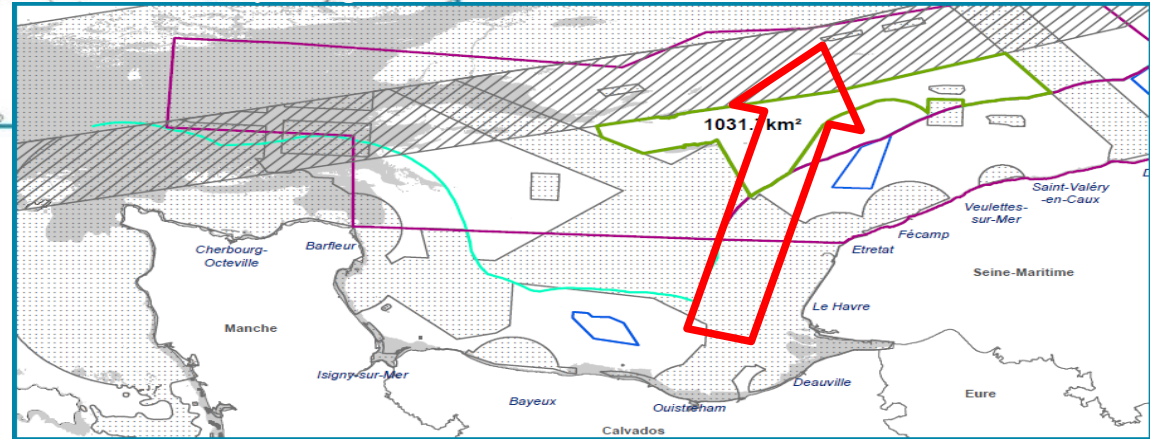 1031. km²
Saint-Valéry
-en-Caux
Veulettes-
sur-Mer
Fécamp
Etretat
Cherbourg-
Octeville
Barfleur
Seine-Maritime
Le Havre
Manche
Isigny-sur-Mer
Deauville
Bayeux
Ouistreham
Eure
Calvados